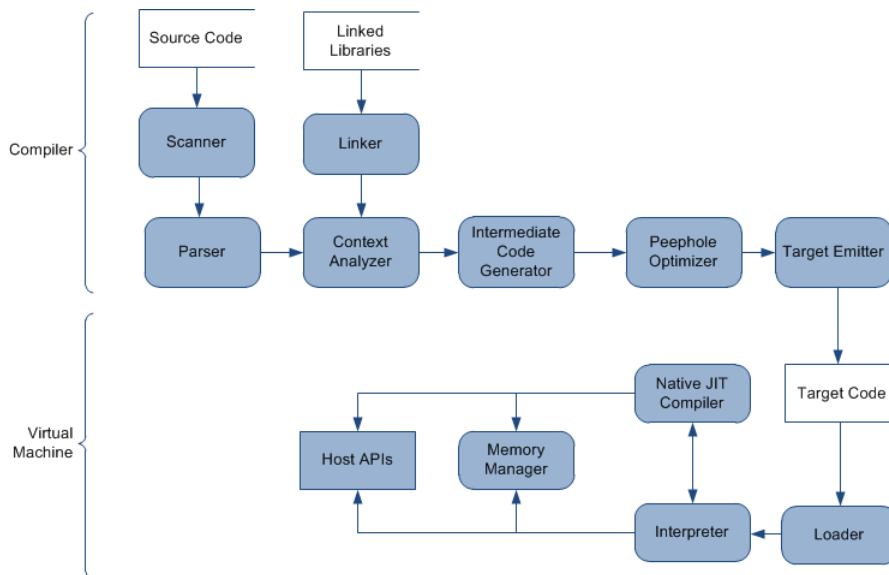 Source Code
Linked
Libraries
Compiler
Scanner
Linker
Parser
Context
Analyzer
Intermediate
Code
Generator
Peephole
Optimizer
Target Emitter
Virtual
Machine
Native JIT
Compiler
Target Code
Host APIs
Memory
Manager
Interpreter
Loader